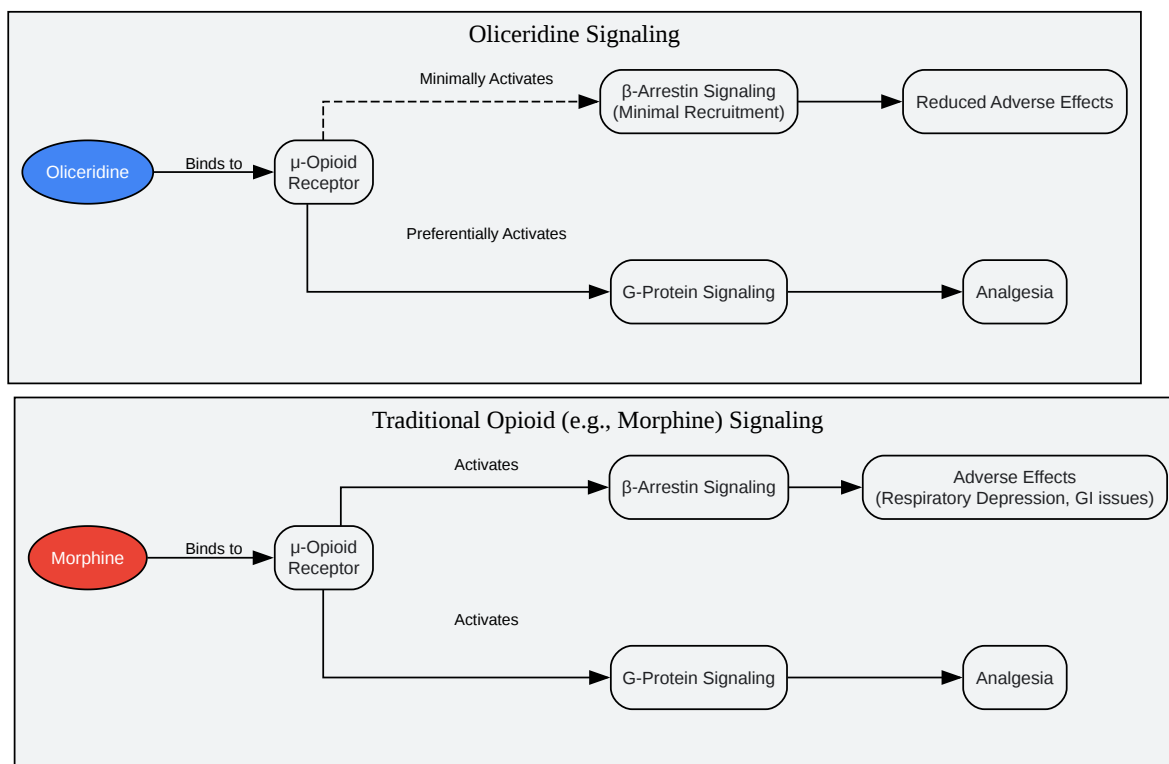 Oliceridine Signaling
Minimally Activates
β-Arrestin Signaling
(Minimal Recruitment)
Reduced Adverse Effects
Oliceridine
Binds to
μ-Opioid
Receptor
Preferentially Activates
G-Protein Signaling
Analgesia
Traditional Opioid (e.g., Morphine) Signaling
Activates
β-Arrestin Signaling
Adverse Effects
(Respiratory Depression, GI issues)
Morphine
Binds to
μ-Opioid
Receptor
Activates
G-Protein Signaling
Analgesia